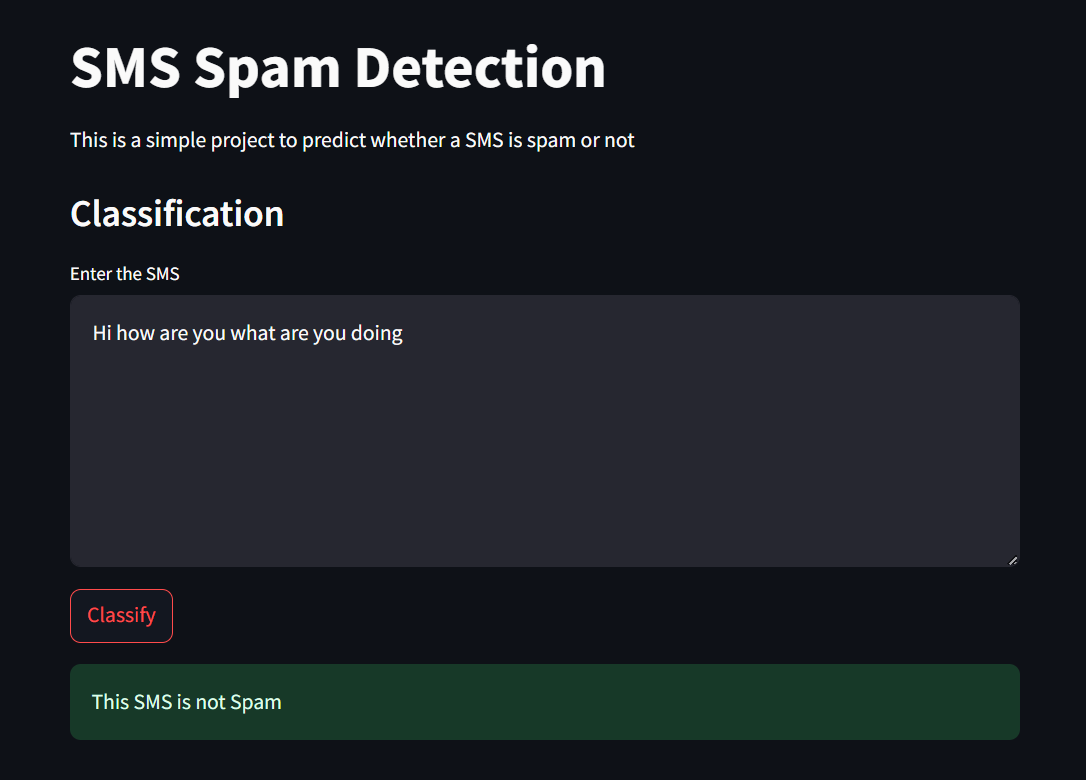 SMS Spam Detection
This is a simple project to predict whether a SMS is spam or not
Classification
Enter the SMS
Hi how are you what are you doing
Classify
This SMS is not Spam